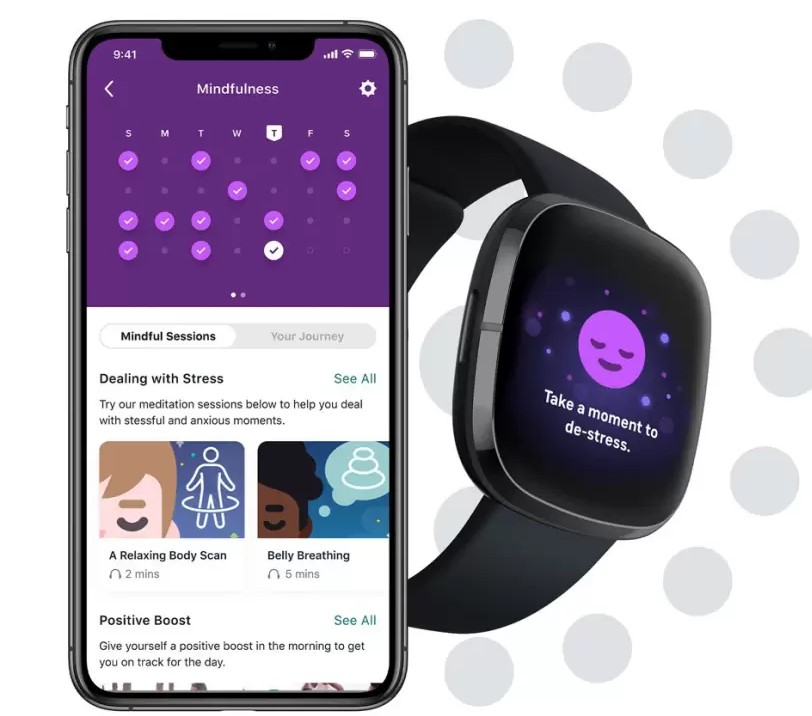 9:41
Mindfulness
S M T W T F S
Mindful Sessions Your Journey
Dealing with Stress See All
Try our meditation sessions below to help you deal
with stessful and anxious moments.
A Relaxing Body Scan Belly Breathing
2 mins 5 mins
Positive Boost See All
Give yourself a positive boost in the morning to get
you on track for the day.
Take a moment to
de-stress.